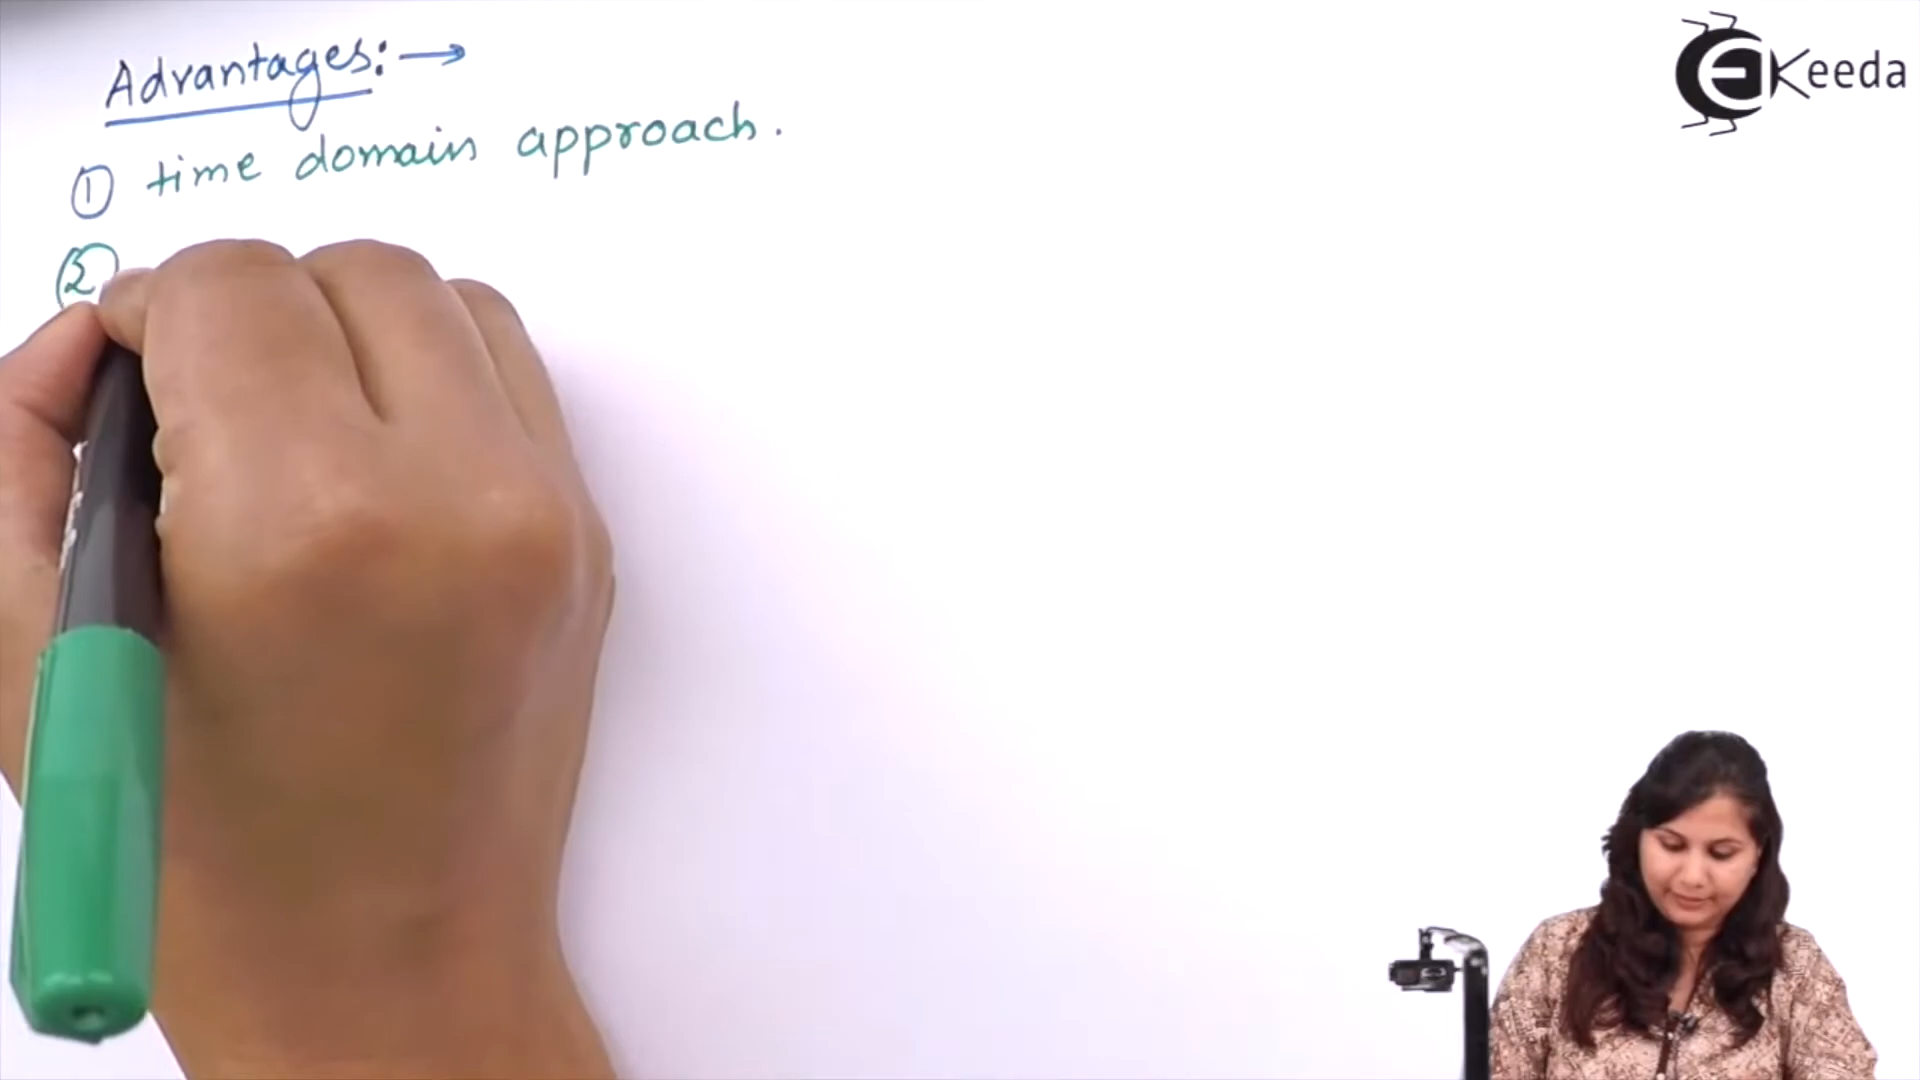 Advantages:→
① time domain approach.
②
EKeeda